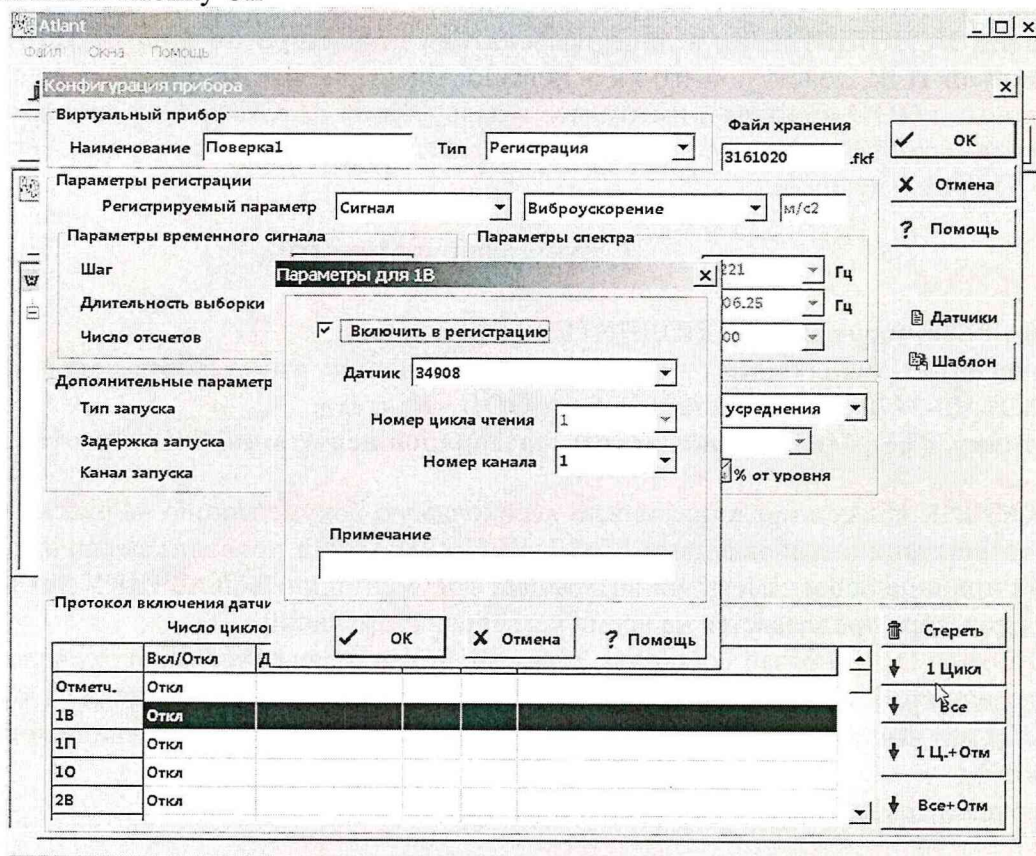 Atlant
Файл Окна Помощь
Конфигурация прибора
Виртуальный прибор
Наименование Поверка1 Тип Регистрация
Файл хранения
3161020 .fkf
OK
Отмена
Помощь
Параметры регистрации
Регистрируемый параметр Сигнал Виброускорение м/с2
Параметры временного сигнала
Параметры спектра
Шаг
Гц
Длительность выборки
06.25 Гц
Число отсчетов
00
Датчики
Шаблон
Параметры для 1В
Включить в регистрацию
Датчик 34908
Номер цикла чтения 1
Номер канала 1
Примечание
OK Отмена Помощь
Дополнительные параметр
Тип запуска
усреднения
Задержка запуска
Канал запуска
% от уровня
Протокол включения датчи
Число циклов
Вкл/Откл Д
Отметч. Откл
1В Откл
1П Откл
1О Откл
2В Откл
Стереть
1 Цикл
Все
1 Ц.+Отм
Все+Отм